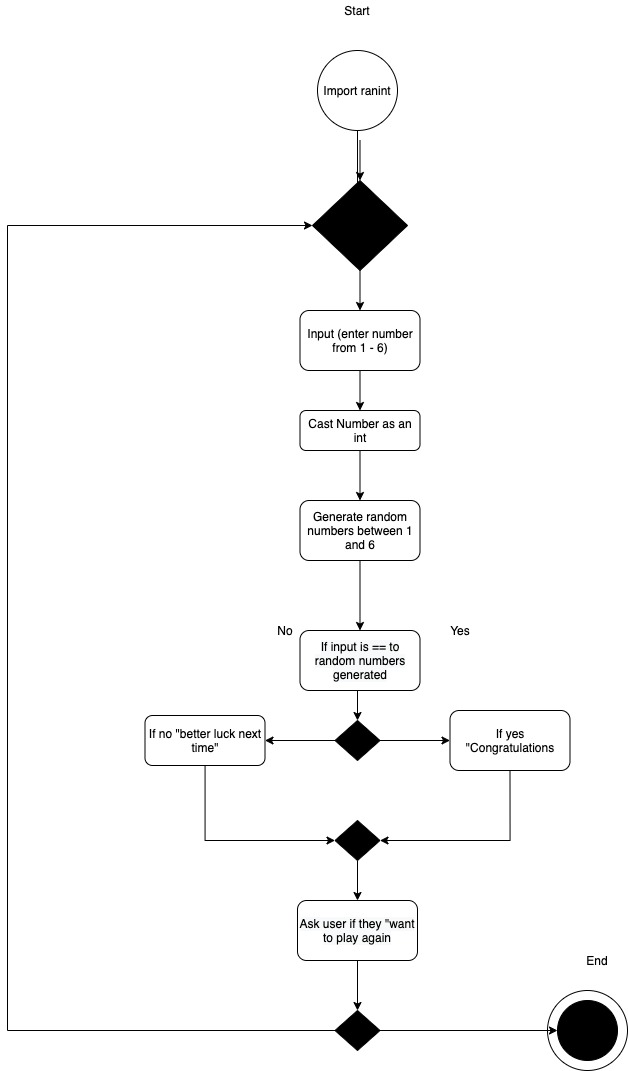 Start
Import ranint
Input (enter number
from 1 - 6)
Cast Number as an
int
Generate random
numbers between 1
and 6
No
Yes
If input is == to
random numbers
generated
If no "better luck next
time"
If yes
"Congratulations
Ask user if they "want
to play again
End